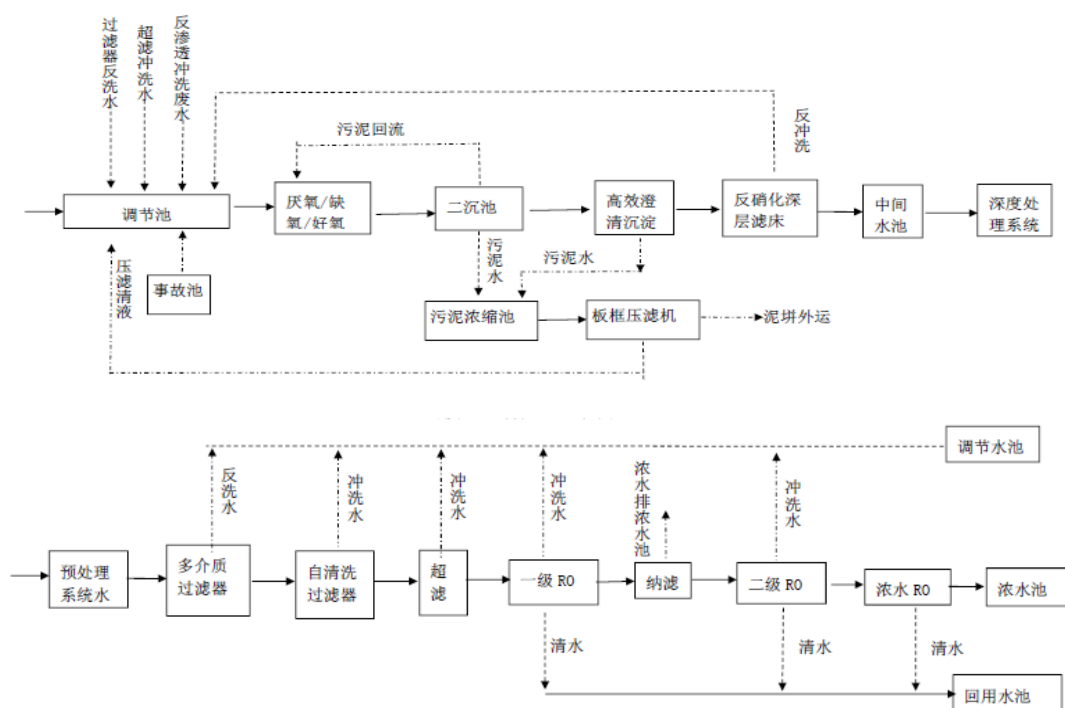 过滤器反洗水
超滤冲洗水
反渗透冲洗废水
反冲洗
污泥回流
调节池
厌氧/缺
氧/好氧
二沉池
高效澄
清沉淀
反硝化深
层滤床
中间
水池
深度处
理系统
压滤清液
事故池
污泥水
污泥水
污泥浓缩池
板框压滤机
泥垪外运
调节水池
反洗水
冲洗水
冲洗水
冲洗水
浓水排浓水池
冲洗水
预处理
系统水
多介质
过滤器
自清洗
过滤器
超滤
一级 RO
纳滤
二级 RO
浓水 RO
浓水池
清水
清水
清水
回用水池